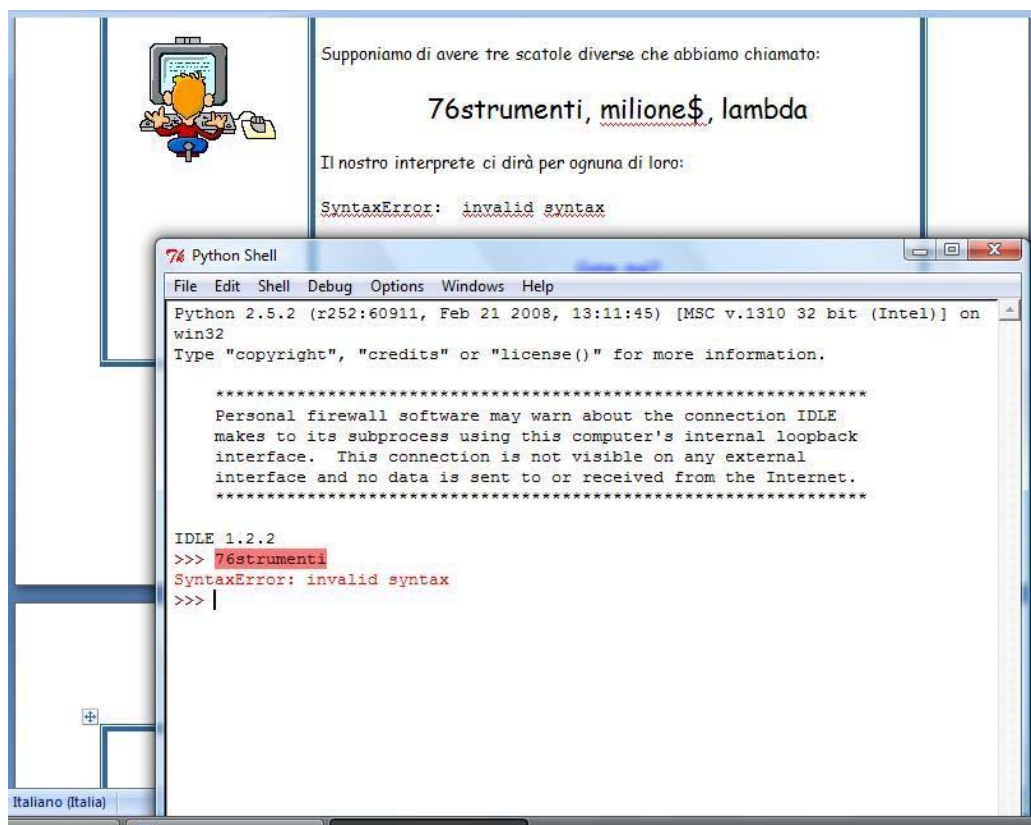 Supponiamo di avere tre scatole diverse che abbiamo chiamato:
76strumenti, milione$, lambda
Il nostro interprete ci dirà per ognuna di loro:
SyntaxError: invalid syntax
Come mai?
Python Shell
File Edit Shell Debug Options Windows Help
Python 2.5.2 (r252:60911, Feb 21 2008, 13:11:45) [MSC v.1310 32 bit (Intel)] on
win32
Type "copyright", "credits" or "license()" for more information.
****************************************************************
Personal firewall software may warn about the connection IDLE
makes to its subprocess using this computer's internal loopback
interface. This connection is not visible on any external
interface and no data is sent to or received from the Internet.
****************************************************************
IDLE 1.2.2
>>> 76strumenti
SyntaxError: invalid syntax
>>>
Italiano (Italia)